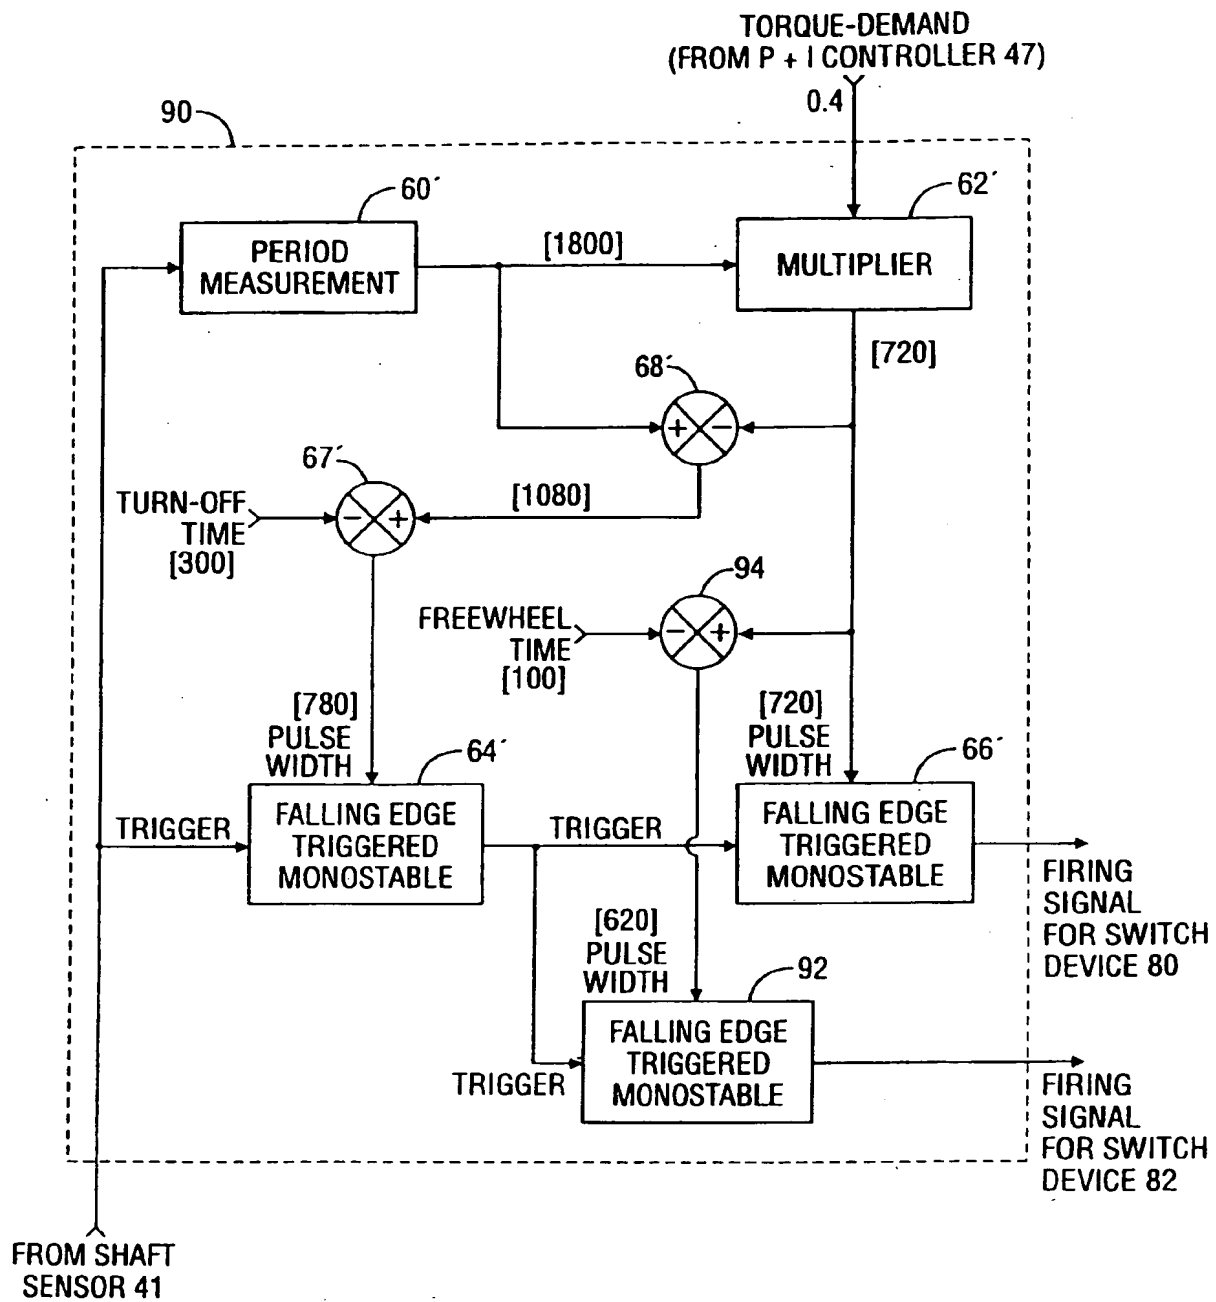 TORQUE-DEMAND
(FROM P + I CONTROLLER 47)
0.4
90
60´
62´
PERIOD
MEASUREMENT
[1800]
MULTIPLIER
[720]
68´
+
−
67´
TURN-OFF
TIME
[300]
−
+
[1080]
94
FREEWHEEL
TIME
[100]
−
+
[780]
PULSE
WIDTH
64´
[720]
PULSE
WIDTH
66´
TRIGGER
FALLING EDGE
TRIGGERED
MONOSTABLE
TRIGGER
FALLING EDGE
TRIGGERED
MONOSTABLE
FIRING
SIGNAL
FOR SWITCH
DEVICE 80
[620]
PULSE
WIDTH
92
TRIGGER
FALLING EDGE
TRIGGERED
MONOSTABLE
FIRING
SIGNAL
FOR SWITCH
DEVICE 82
FROM SHAFT
SENSOR 41